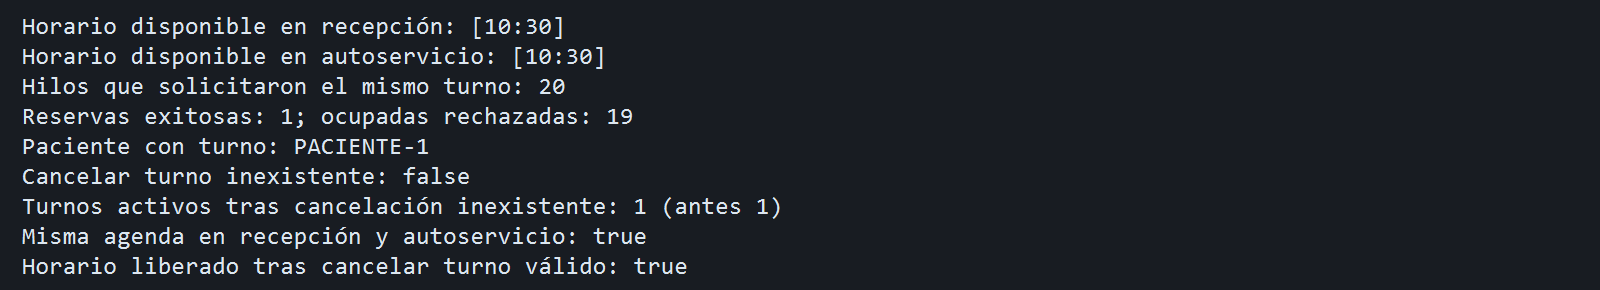 Horario disponible en recepción: [10:30]
Horario disponible en autoservicio: [10:30]
Hilos que solicitaron el mismo turno: 20
Reservas exitosas: 1; ocupadas rechazadas: 19
Paciente con turno: PACIENTE-1
Cancelar turno inexistente: false
Turnos activos tras cancelación inexistente: 1 (antes 1)
Misma agenda en recepción y autoservicio: true
Horario liberado tras cancelar turno válido: true